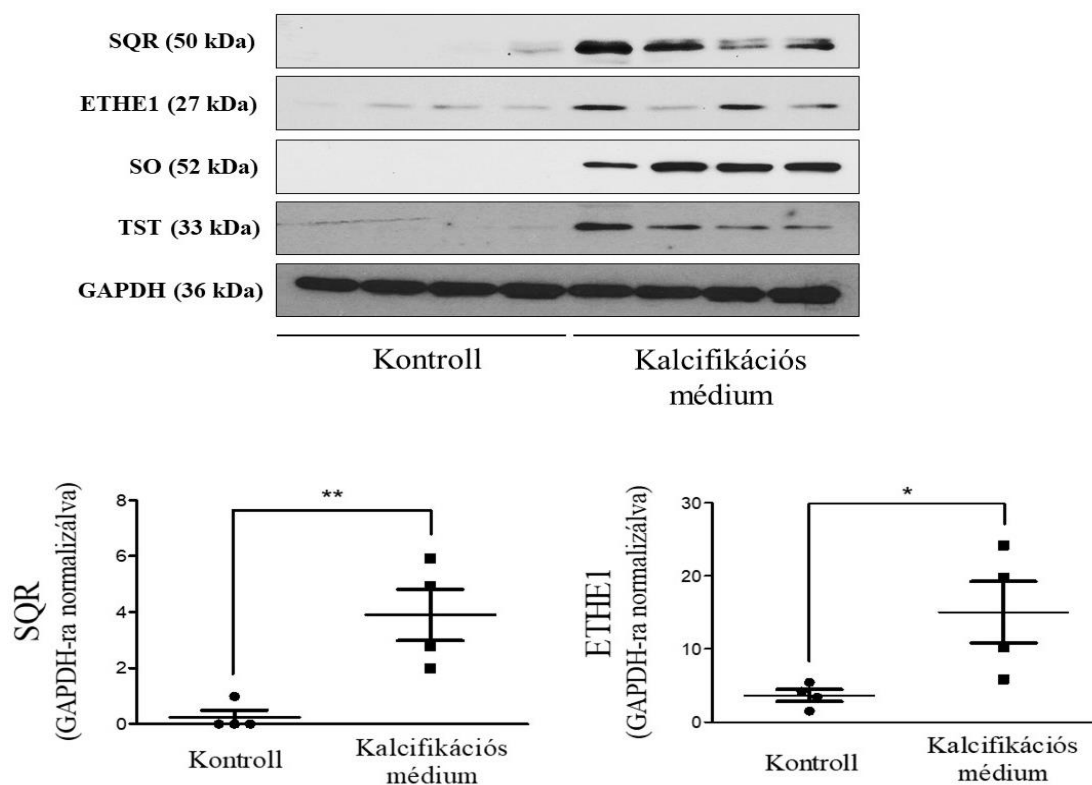 SQR (50 kDa)
ETHE1 (27 kDa)
SO (52 kDa)
TST (33 kDa)
GAPDH (36 kDa)
Kontroll
Kalcifikációs
médium
SQR
(GAPDH-ra normalizálva)
8
6
4
2
0
**
Kontroll
Kalcifikációs
médium
ETHE1
(GAPDH-ra normalizálva)
30
20
10
0
*
Kontroll
Kalcifikációs
médium